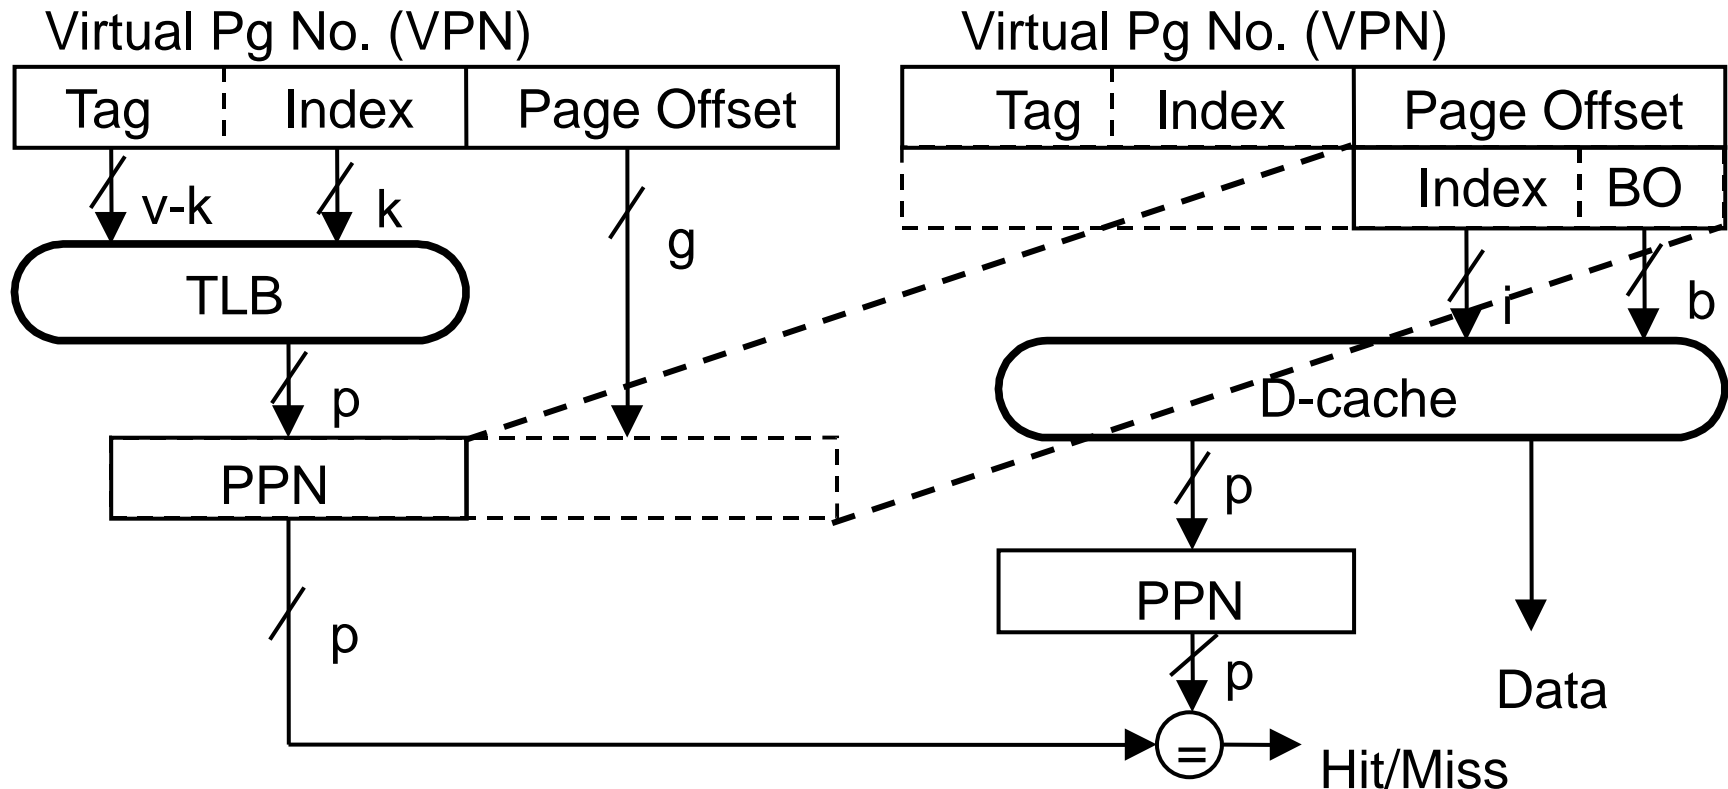 Virtual Pg No. (VPN)
Virtual Pg No. (VPN)
Tag Index Page Offset
Tag Index Page Offset
Index BO
v-k k g
i b
TLB
D-cache
p
PPN
p
PPN
p
p
Data
=
Hit/Miss